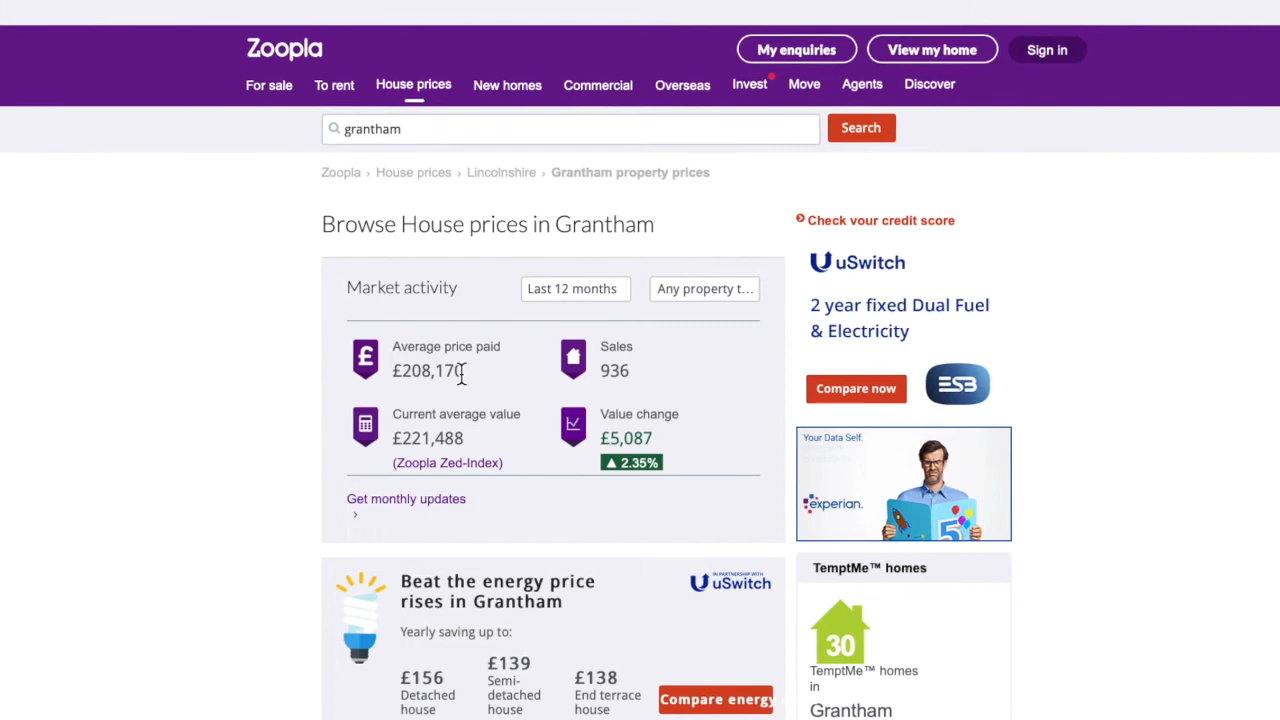 Zoopla
My enquiries
View my home
Sign in
For sale
To rent
House prices
New homes
Commercial
Overseas
Invest
Move
Agents
Discover
grantham
Search
Zoopla › House prices › Lincolnshire › Grantham property prices
Browse House prices in Grantham
Market activity
Last 12 months
Any property t...
Average price paid
£208,170
Sales
936
Current average value
£221,488
(Zoopla Zed-Index)
Value change
£5,087
▲ 2.35%
Get monthly updates
›
Beat the energy price
rises in Grantham
IN PARTNERSHIP WITH
uSwitch
Yearly saving up to:
£156
Detached
house
£139
Semi-
detached
house
£138
End terrace
house
Compare energy
Check your credit score
uSwitch
2 year fixed Dual Fuel
& Electricity
Compare now
ESB
Your Data Self.
experian.
5
TemptMe™ homes
30
TemptMe™ homes
in
Grantham